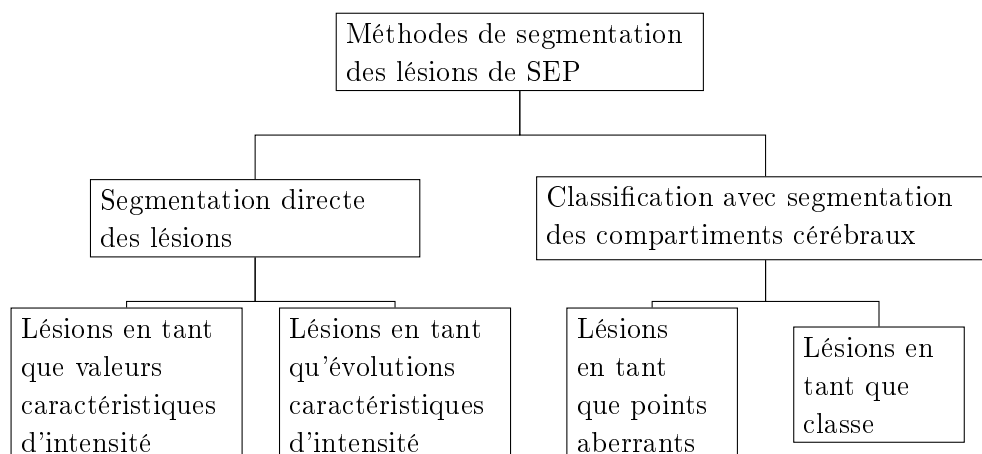 Méthodes de segmentation
des lésions de SEP
Segmentation directe
des lésions
Classification avec segmentation
des compartiments cérébraux
Lésions en tant
que valeurs
caractéristiques
d'intensité
Lésions en tant
qu'évolutions
caractéristiques
d'intensité
Lésions
en tant
que points
aberrants
Lésions en
tant que
classe